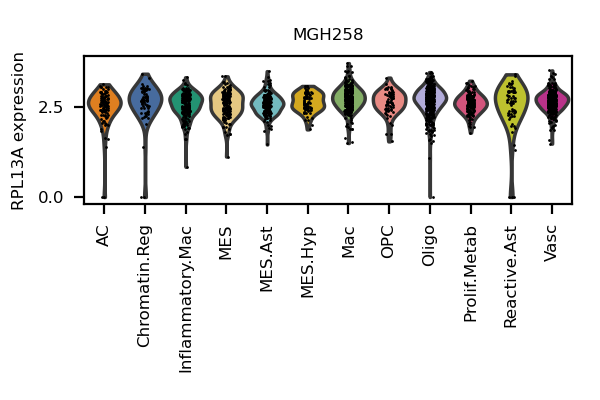 MGH258
RPL13A expression
2.5
0.0
AC
Chromatin.Reg
Inflammatory.Mac
MES
MES.Ast
MES.Hyp
Mac
OPC
Oligo
Prolif.Metab
Reactive.Ast
Vasc